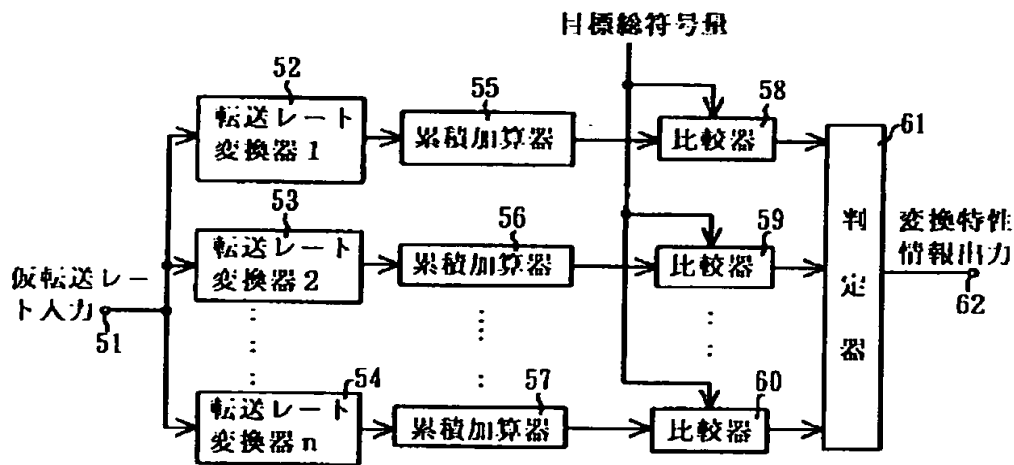 目標総符号量
52
転送レート
変換器1
55
累積加算器
58
比較器
61
判定器
53
転送レート
変換器2
56
累積加算器
59
比較器
変換特性
情報出力
62
仮転送レー
ト入力
51
54
転送レート
変換器n
57
累積加算器
60
比較器